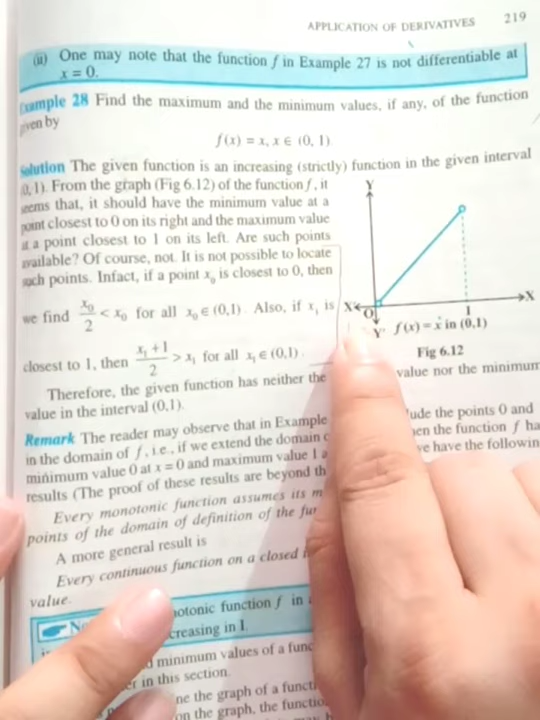 APPLICATION OF DERIVATIVES 219
(ii) One may note that the function f in Example 27 is not differentiable at
x = 0.
Example 28 Find the maximum and the minimum values, if any, of the function
given by
f(x) = x, x ∈ (0, 1).
Solution The given function is an increasing (strictly) function in the given interval
(0, 1). From the graph (Fig 6.12) of the function f, it
seems that, it should have the minimum value at a
point closest to 0 on its right and the maximum value
at a point closest to 1 on its left. Are such points
available? Of course, not. It is not possible to locate
such points. Infact, if a point x₀ is closest to 0, then
we find x₀/2 < x₀ for all x₀ ∈ (0,1). Also, if x₁ is
closest to 1, then (x₁+1)/2 > x₁ for all x₁ ∈ (0,1).
Y
X' O 1 X
Y' f(x) = x in (0,1)
Fig 6.12
Therefore, the given function has neither the value nor the minimum
value in the interval (0,1).
Remark The reader may observe that in Example ude the points 0 and
in the domain of f, i.e., if we extend the domain en the function f ha
minimum value 0 at x = 0 and maximum value 1 a ve have the followin
results (The proof of these results are beyond th
Every monotonic function assumes its m
points of the domain of definition of the fu
A more general result is
Every continuous function on a closed
value.
onotonic function f in
creasing in I.
minimum values of a func
er in this section.
ne the graph of a functi
on the graph, the functio